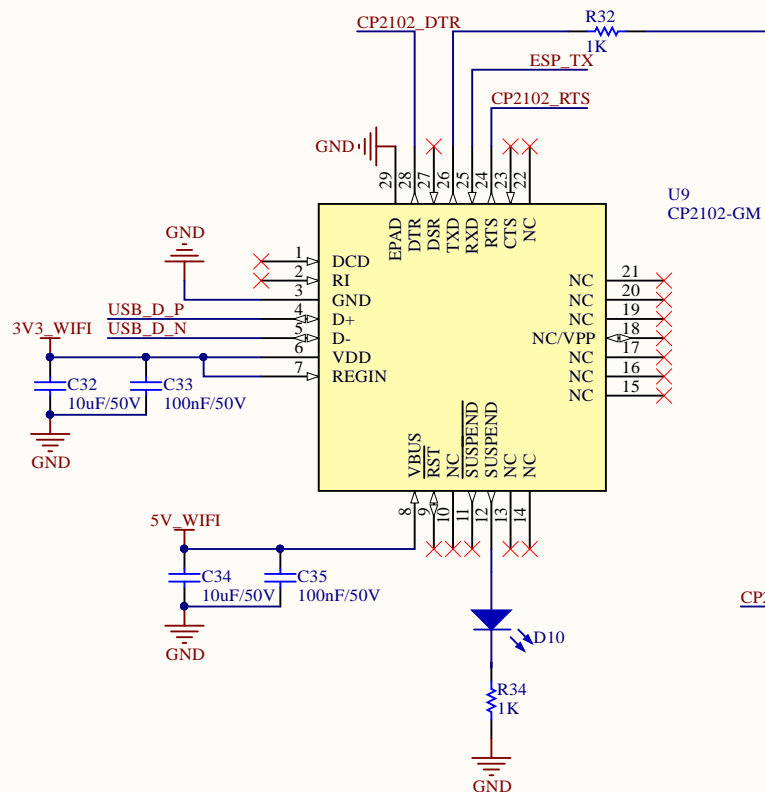 CP2102_DTR
R32
1K
ESP_TX
CP2102_RTS
GND
29
28
27
26
25
24
23
22
U9
CP2102-GM
EPAD
DTR
DSR
TXD
RXD
RTS
CTS
NC
GND
1 DCD
2 RI
3 GND
USB_D_P 4 D+
USB_D_N 5 D-
3V3_WIFI
6 VDD
7 REGIN
NC 21
NC 20
NC 19
NC/VPP 18
NC 17
NC 16
NC 15
C32
10uF/50V
C33
100nF/50V
GND
VBUS
RST
NC
SUSPEND
SUSPEND
NC
NC
8
9
10
11
12
13
14
5V_WIFI
C34
10uF/50V
C35
100nF/50V
GND
CP2
D10
R34
1K
GND